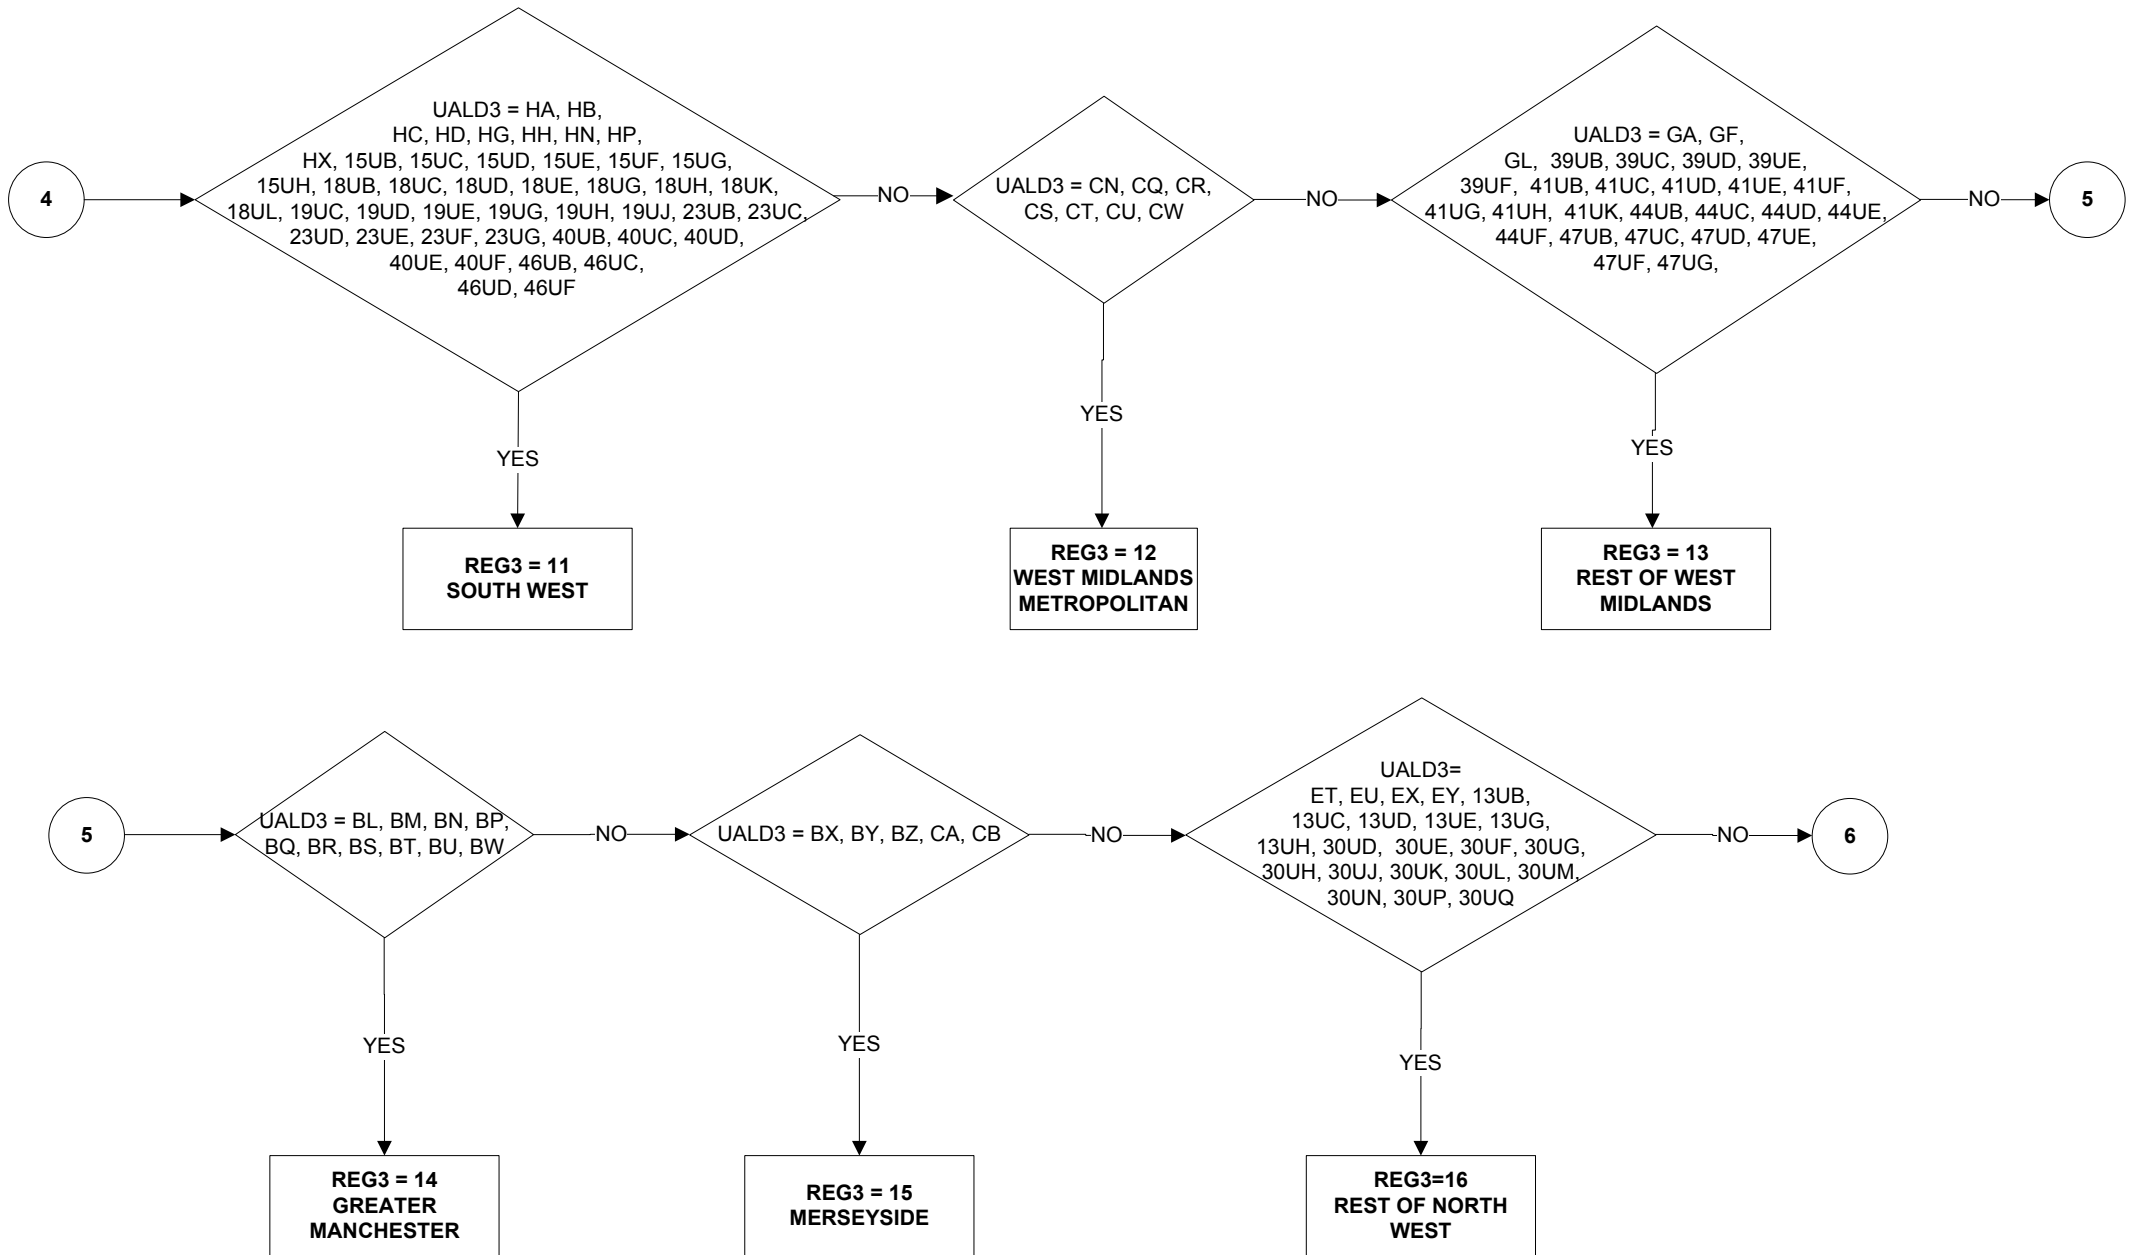 4
UALD3 = HA, HB,
HC, HD, HG, HH, HN, HP,
HX, 15UB, 15UC, 15UD, 15UE, 15UF, 15UG,
15UH, 18UB, 18UC, 18UD, 18UE, 18UG, 18UH, 18UK,
18UL, 19UC, 19UD, 19UE, 19UG, 19UH, 19UJ, 23UB, 23UC,
23UD, 23UE, 23UF, 23UG, 40UB, 40UC, 40UD,
40UE, 40UF, 46UB, 46UC,
46UD, 46UF
NO
UALD3 = CN, CQ, CR,
CS, CT, CU, CW
NO
UALD3 = GA, GF,
GL, 39UB, 39UC, 39UD, 39UE,
39UF, 41UB, 41UC, 41UD, 41UE, 41UF,
41UG, 41UH, 41UK, 44UB, 44UC, 44UD, 44UE,
44UF, 47UB, 47UC, 47UD, 47UE,
47UF, 47UG,
NO
5
YES
YES
YES
REG3 = 11
SOUTH WEST
REG3 = 12
WEST MIDLANDS
METROPOLITAN
REG3 = 13
REST OF WEST
MIDLANDS
5
UALD3 = BL, BM, BN, BP,
BQ, BR, BS, BT, BU, BW
NO
UALD3 = BX, BY, BZ, CA, CB
NO
UALD3=
ET, EU, EX, EY, 13UB,
13UC, 13UD, 13UE, 13UG,
13UH, 30UD, 30UE, 30UF, 30UG,
30UH, 30UJ, 30UK, 30UL, 30UM,
30UN, 30UP, 30UQ
NO
6
YES
YES
YES
REG3 = 14
GREATER
MANCHESTER
REG3 = 15
MERSEYSIDE
REG3=16
REST OF NORTH
WEST